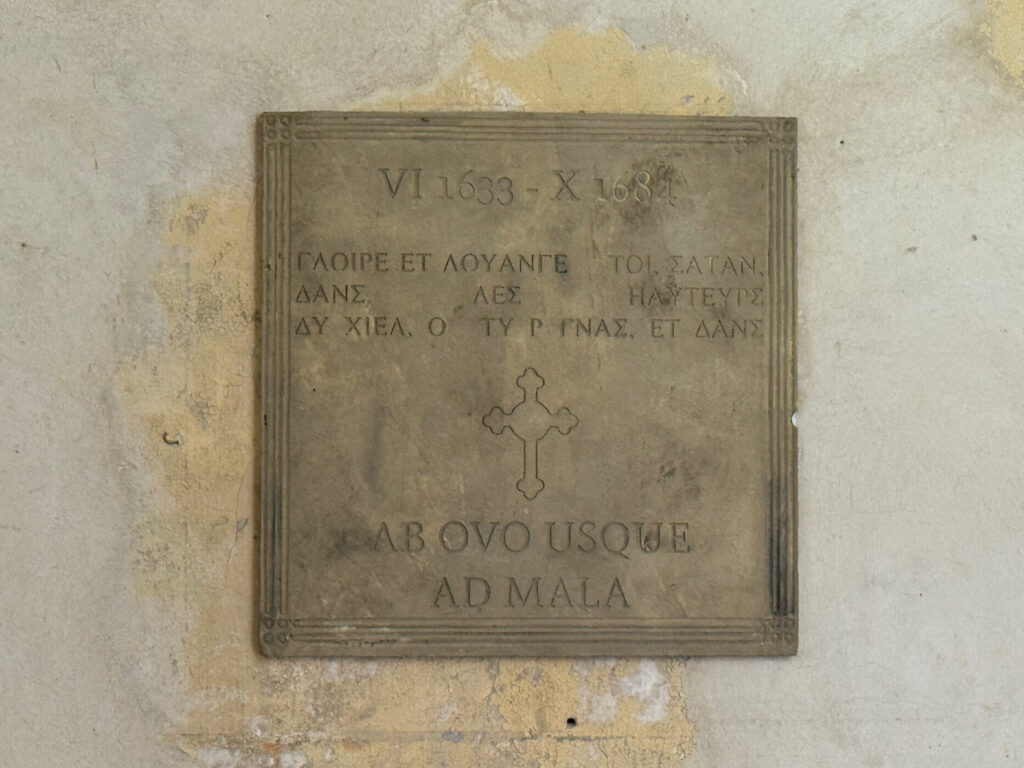 VI 1633 - X 1684
ΓΛΟΙΡΕ ΕΤ ΛΟΥΑΝΓΕ ΤΟΙ, ΣΑΤΑΝ,
ΔΑΝΣ ΛΕΣ ΗΑΥΤΕΥΡΣ
ΔΥ ΧΙΕΛ, Ο ΤΥ Ρ ΓΝΑΣ, ΕΤ ΔΑΝΣ
AB OVO USQUE
AD MALA